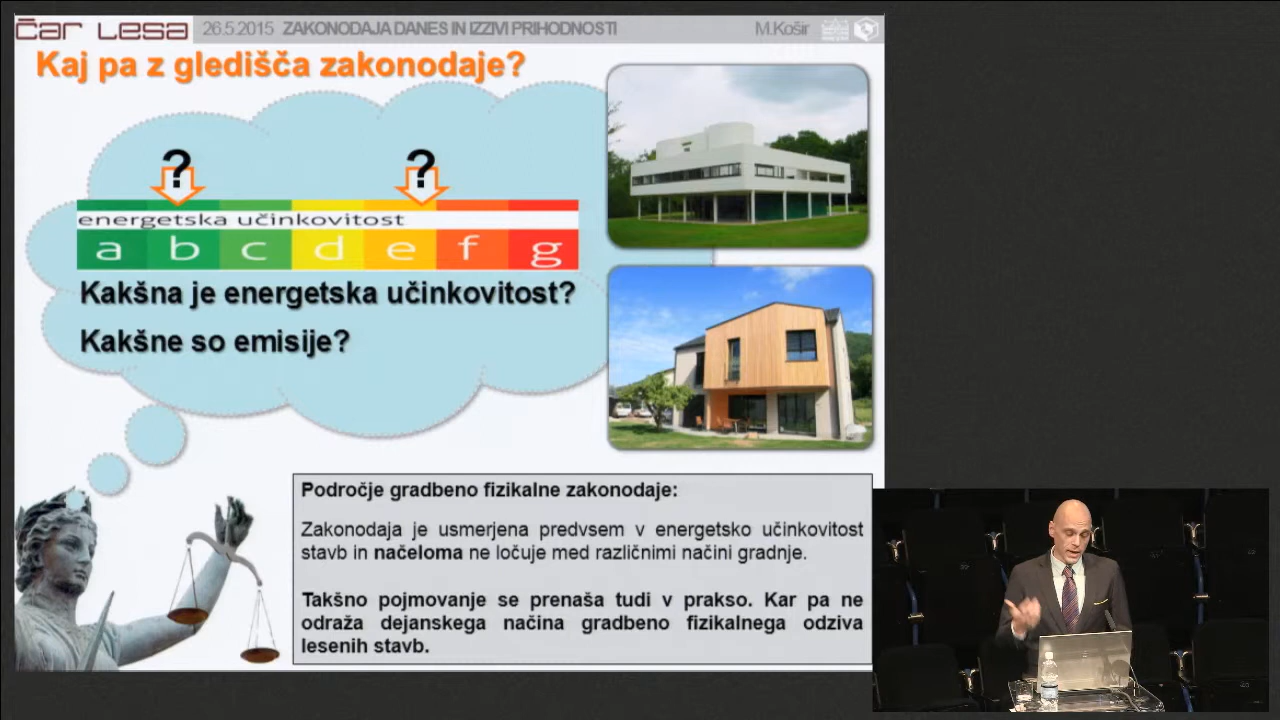 ČAR LESA 26.5.2015 ZAKONODAJA DANES IN IZZIVI PRIHODNOSTI M.Košir
Kaj pa z gledišča zakonodaje?
? ?
energetska učinkovitost
a b c d e f g
Kakšna je energetska učinkovitost?
Kakšne so emisije?
Področje gradbeno fizikalne zakonodaje:
Zakonodaja je usmerjena predvsem v energetsko učinkovitost
stavb in načeloma ne ločuje med različnimi načini gradnje.
Takšno pojmovanje se prenaša tudi v prakso. Kar pa ne
odraža dejanskega načina gradbeno fizikalnega odziva
lesenih stavb.